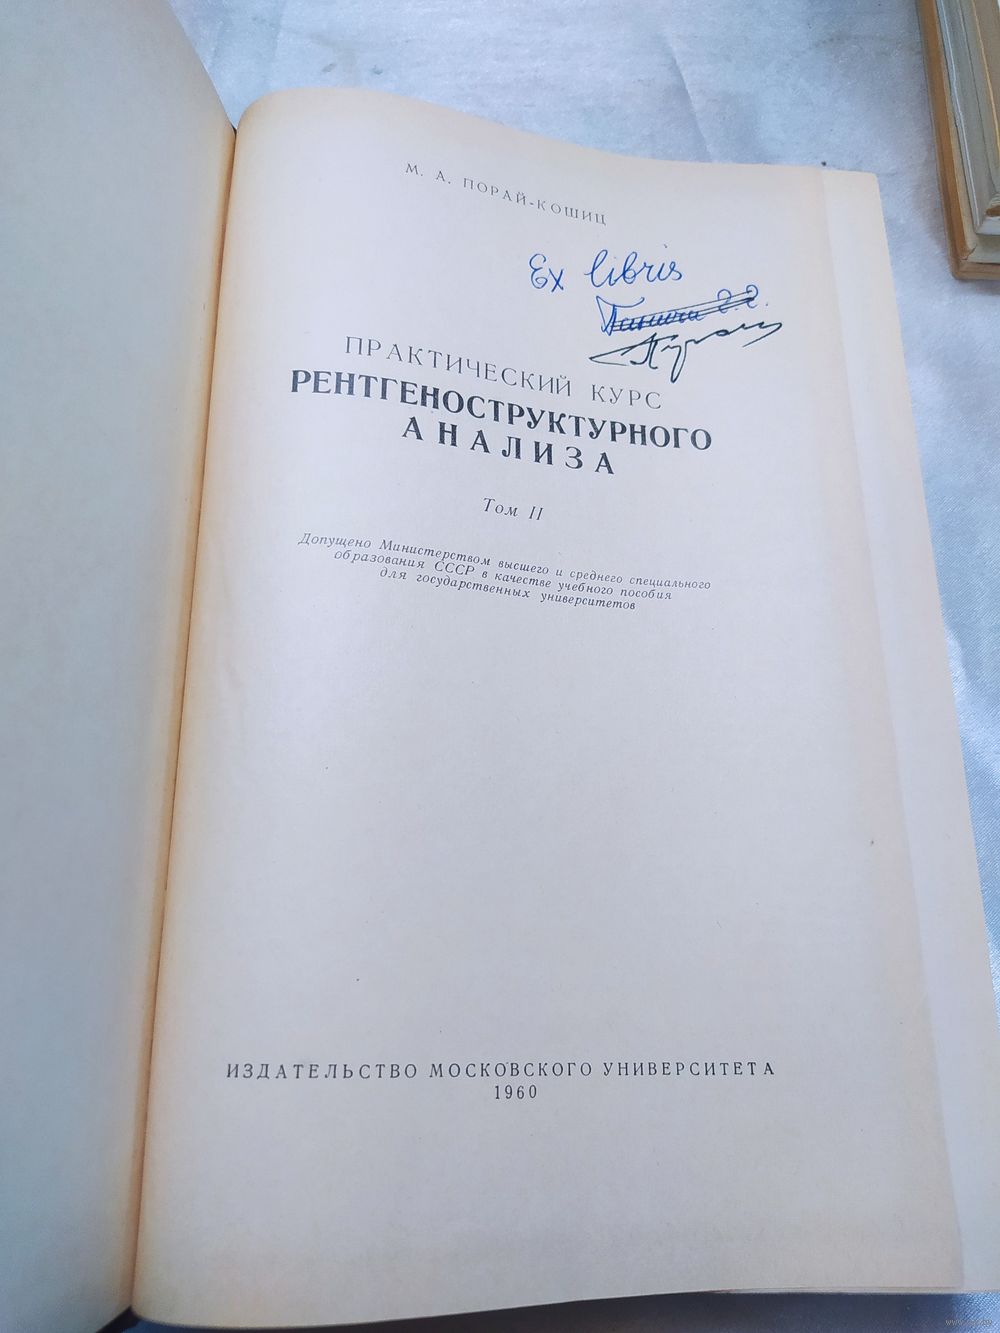 М. А. ПОРАЙ-КОШИЦ
Ex libris
ПРАКТИЧЕСКИЙ КУРС
РЕНТГЕНОСТРУКТУРНОГО
АНАЛИЗА
Том II
Допущено Министерством высшего и среднего специального
образования СССР в качестве учебного пособия
для государственных университетов
ИЗДАТЕЛЬСТВО МОСКОВСКОГО УНИВЕРСИТЕТА
1960